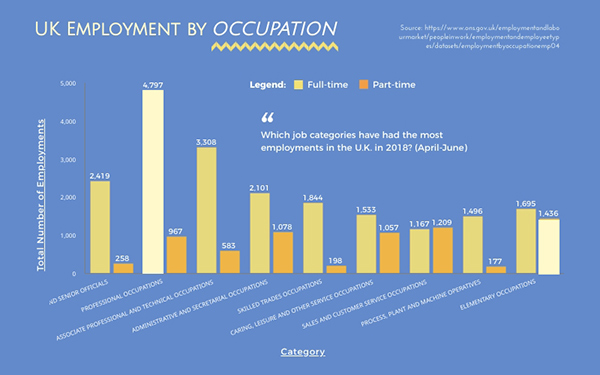 UK EMPLOYMENT BY OCCUPATION
Source: https://www.ons.gov.uk/employmentandlabo
urmarket/peopleinwork/employmentandemployeetyp
es/datasets/employmentbyoccupationemp04
Legend: Full-time Part-time
“
Which job categories have had the most
employments in the U.K. in 2018? (April-June)
Total Number of Employments
5,000
4,000
3,000
2,000
1,000
0
2,419 258
4,797 967
3,308 583
2,101 1,078
1,844 198
1,533 1,057
1,167 1,209
1,496 177
1,695 1,436
SENIOR OFFICIALS
PROFESSIONAL OCCUPATIONS
ASSOCIATE PROFESSIONAL AND TECHNICAL OCCUPATIONS
ADMINISTRATIVE AND SECRETARIAL OCCUPATIONS
SKILLED TRADES OCCUPATIONS
CARING, LEISURE AND OTHER SERVICE OCCUPATIONS
SALES AND CUSTOMER SERVICE OCCUPATIONS
PROCESS, PLANT AND MACHINE OPERATIVES
ELEMENTARY OCCUPATIONS
Category